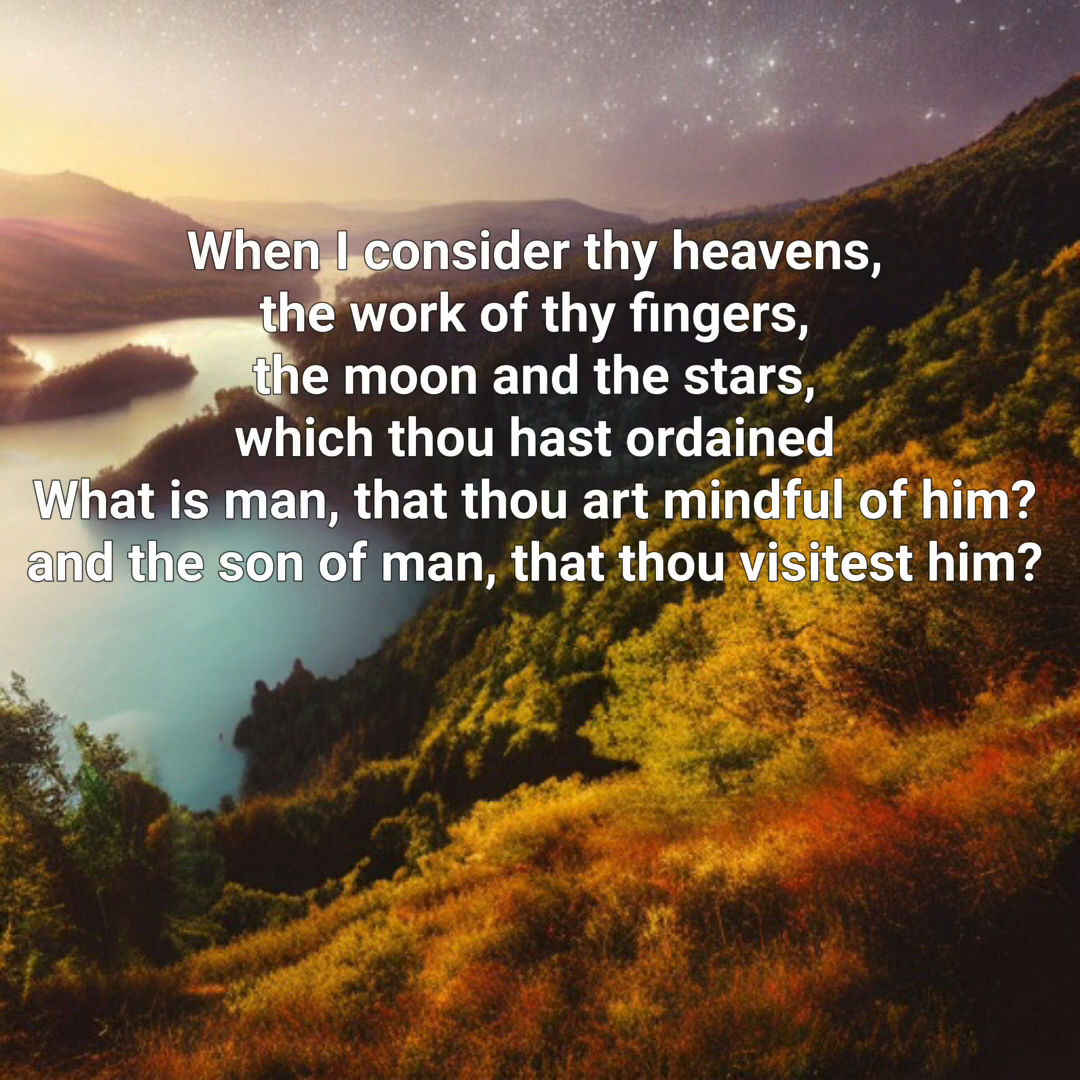 When I consider thy heavens,
the work of thy fingers,
the moon and the stars,
which thou hast ordained
What is man, that thou art mindful of him?
and the son of man, that thou visitest him?